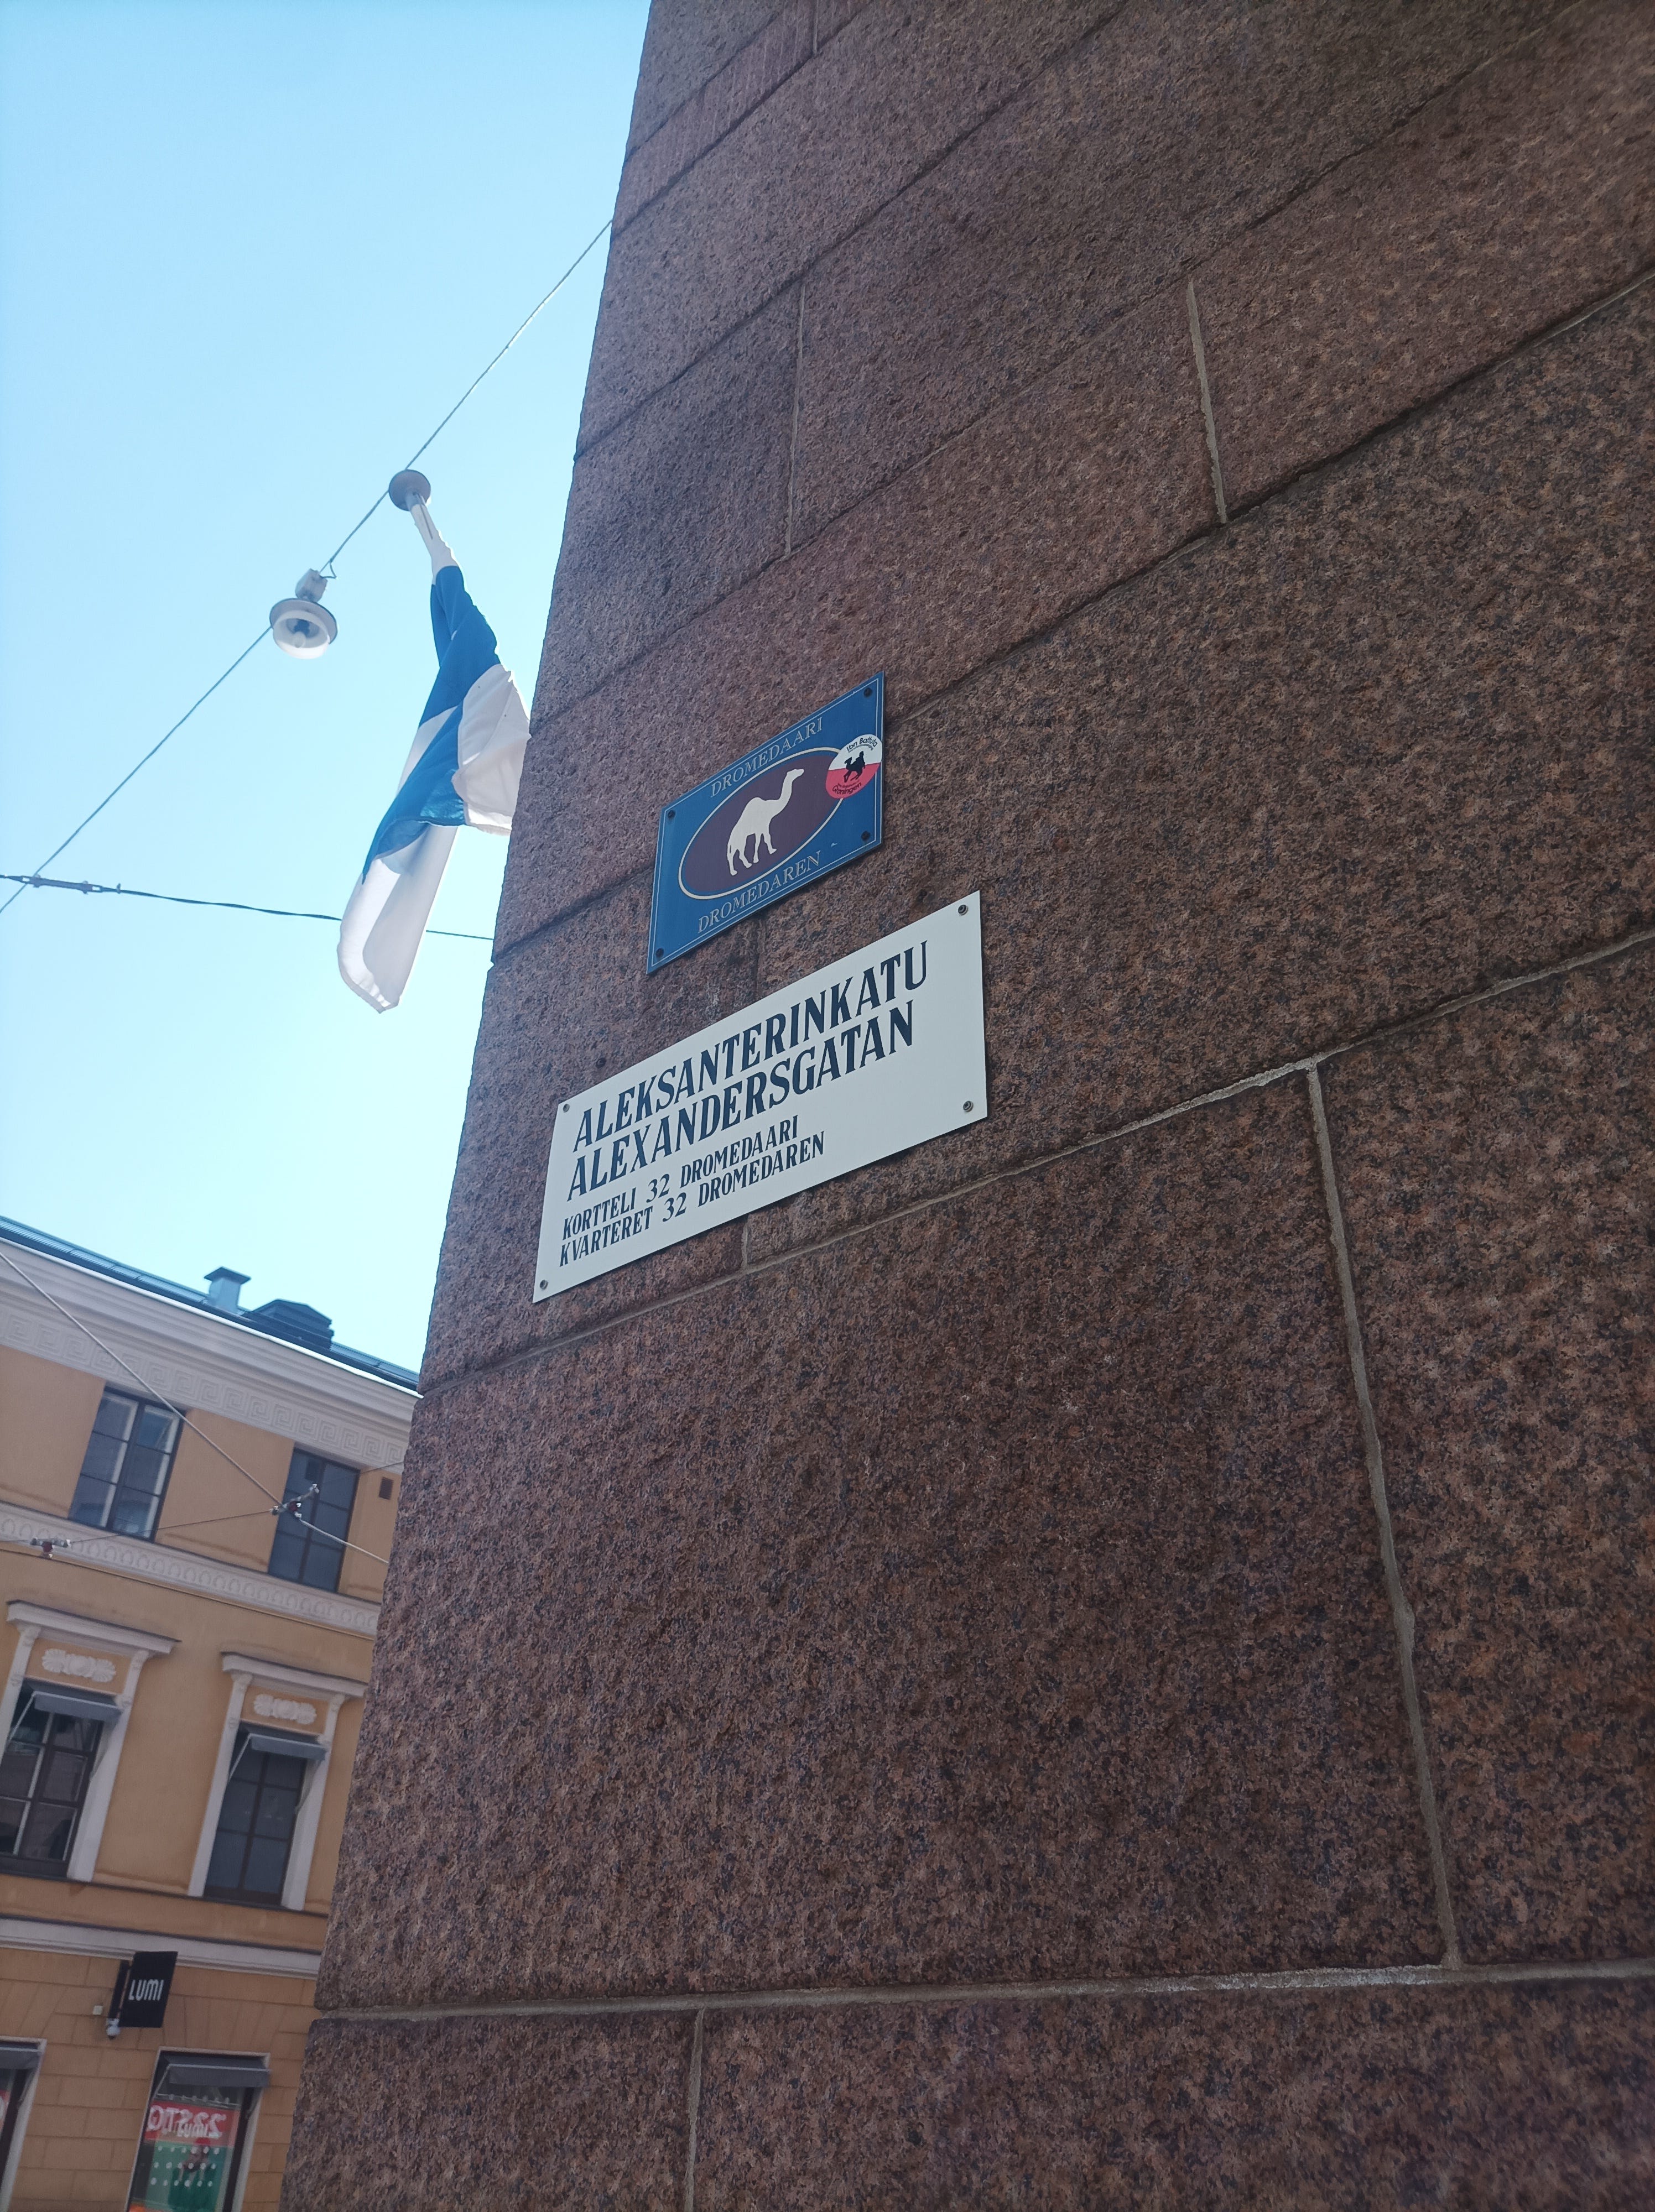 DROMEDAARI
DROMEDAREN
ALEKSANTERINKATU
ALEXANDERSGATAN
KORTTELI 32 DROMEDAARI
KVARTERET 32 DROMEDAREN
LUMI